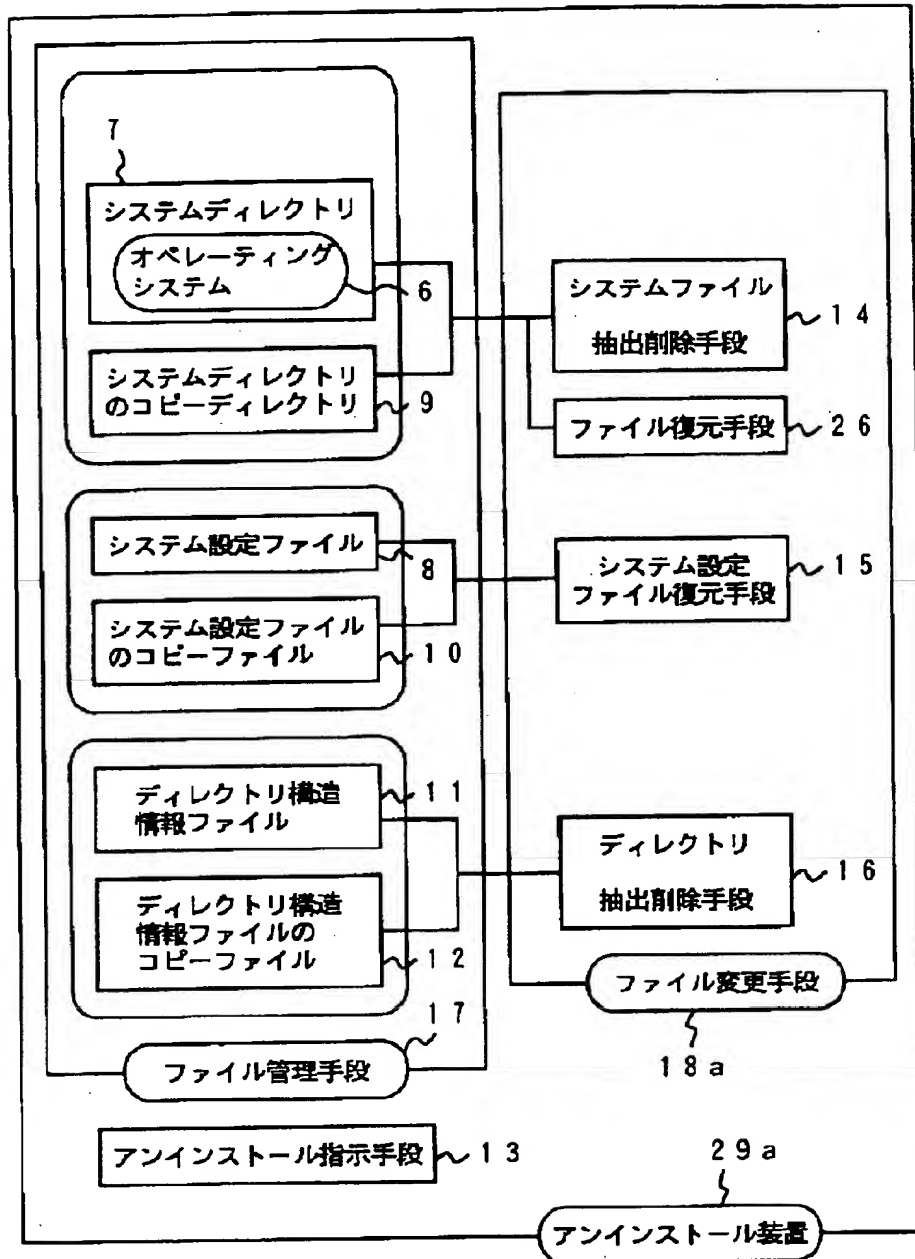 7
システムディレクトリ
オペレーティング
システム
6
システムディレクトリ
のコピーディレクトリ
9
システムファイル
抽出削除手段
14
ファイル復元手段
26
システム設定ファイル
8
システム設定ファイル
のコピーファイル
10
システム設定
ファイル復元手段
15
ディレクトリ構造
情報ファイル
11
ディレクトリ構造
情報ファイルの
コピーファイル
12
ディレクトリ
抽出削除手段
16
ファイル変更手段
18a
17
ファイル管理手段
アンインストール指示手段
13
29a
アンインストール装置